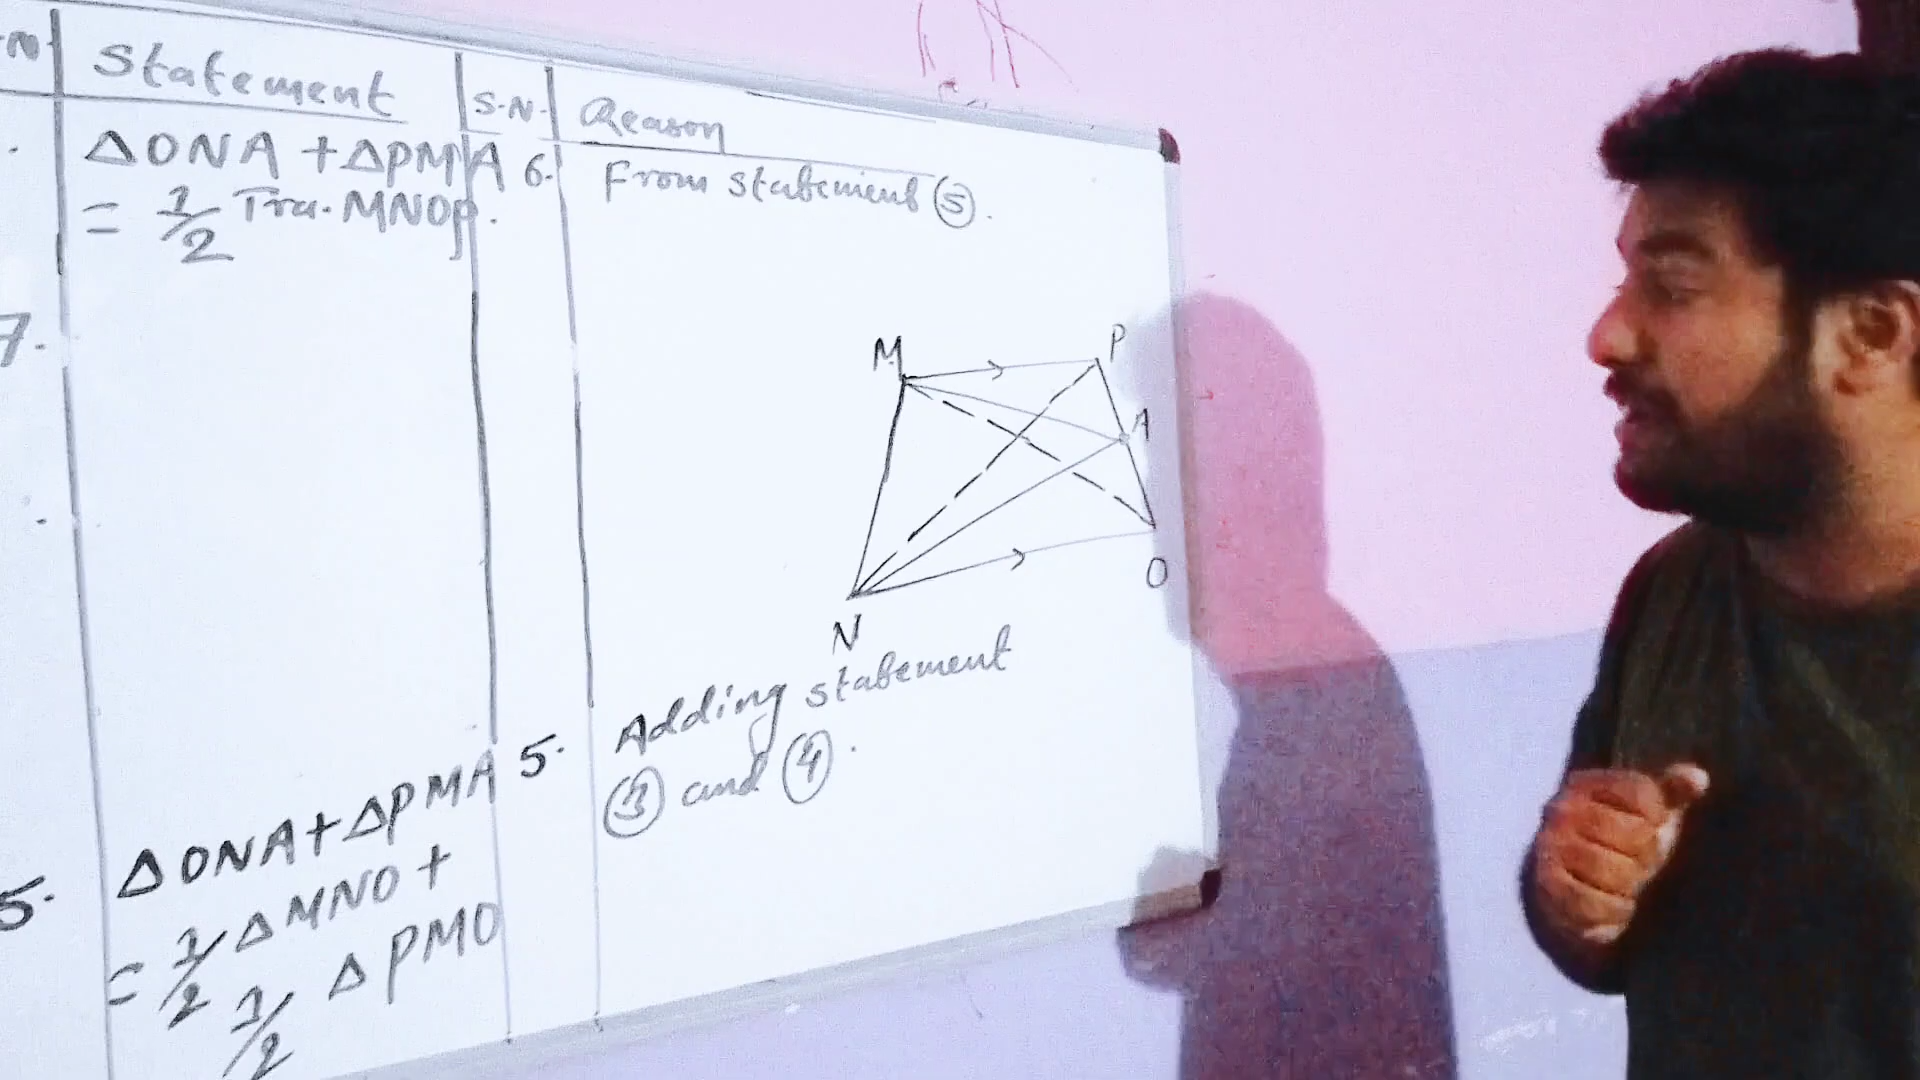 S.N.
Statement
S.N.
Reason
ΔONA + ΔPMA
= 1/2 Tra. MNOP.
6.
From statement (5).
7.
M
P
A
O
N
5.
ΔONA + ΔPMA
= 1/2 ΔMNO +
1/2 ΔPMO
5.
Adding statement
(3) and (4).